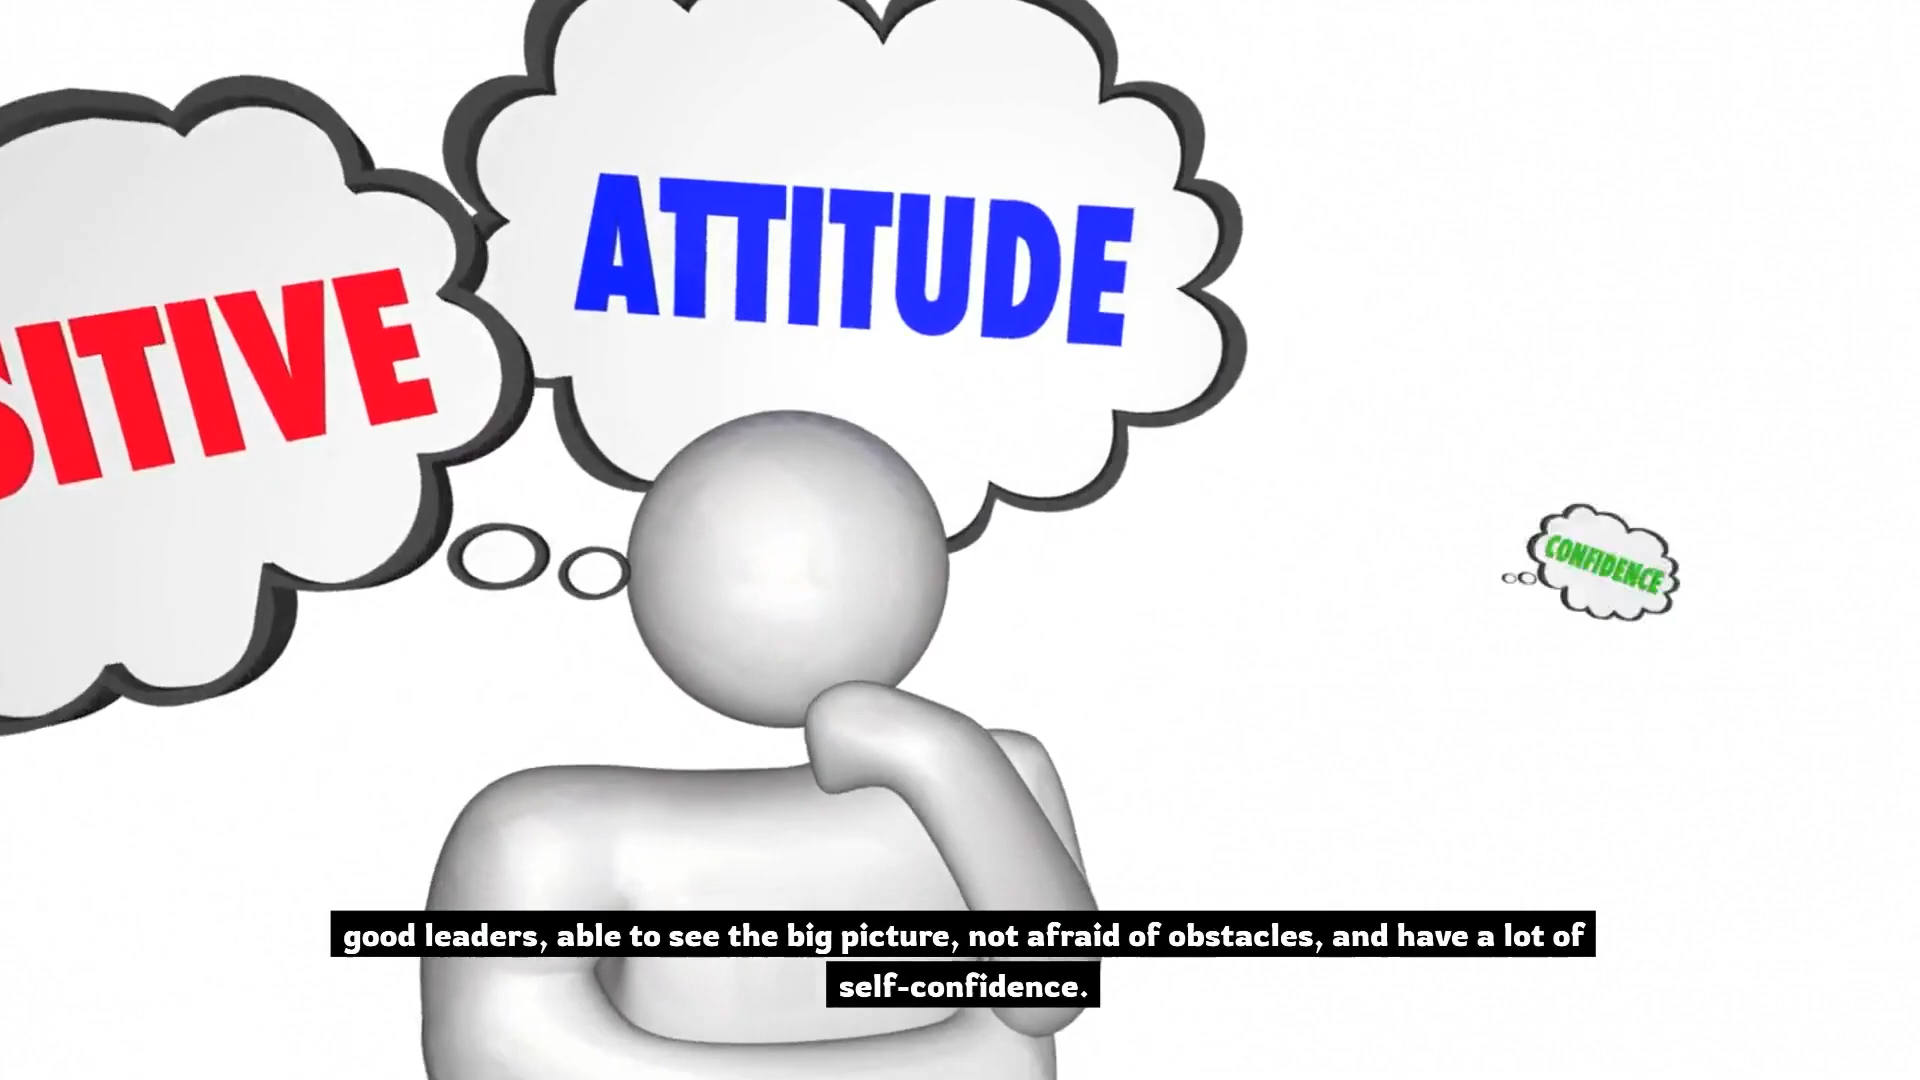 SITIVE
ATTITUDE
CONFIDENCE
good leaders, able to see the big picture, not afraid of obstacles, and have a lot of
self-confidence.